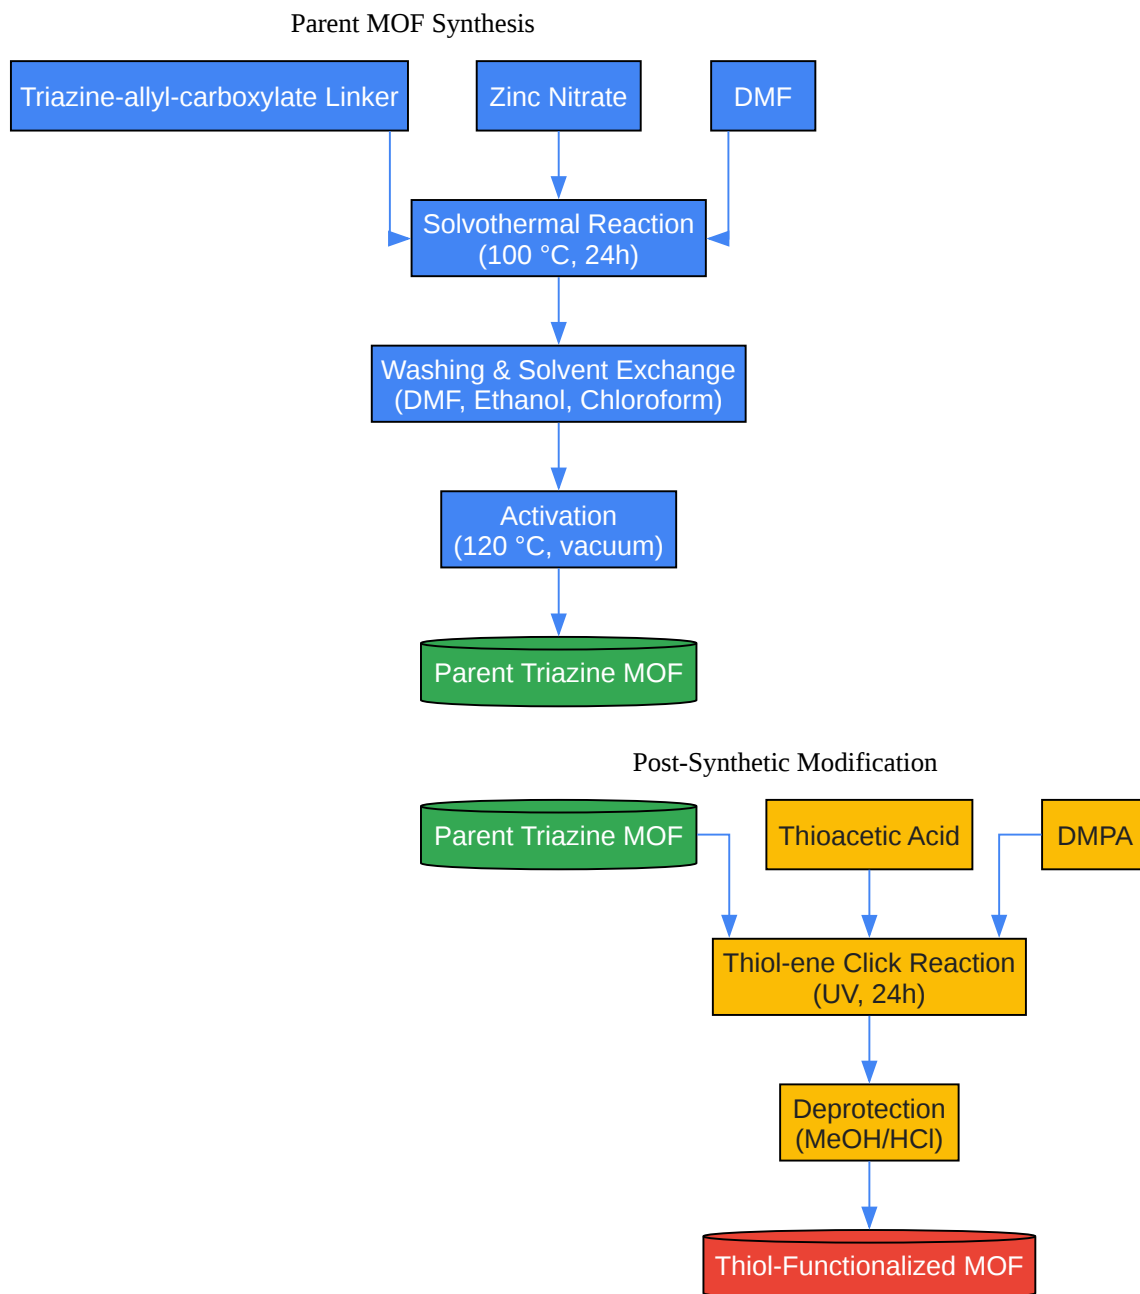 Parent MOF Synthesis
Triazine-allyl-carboxylate Linker
Zinc Nitrate
DMF
Solvothermal Reaction
(100 °C, 24h)
Washing & Solvent Exchange
(DMF, Ethanol, Chloroform)
Activation
(120 °C, vacuum)
Parent Triazine MOF
Post-Synthetic Modification
Parent Triazine MOF
Thioacetic Acid
DMPA
Thiol-ene Click Reaction
(UV, 24h)
Deprotection
(MeOH/HCl)
Thiol-Functionalized MOF